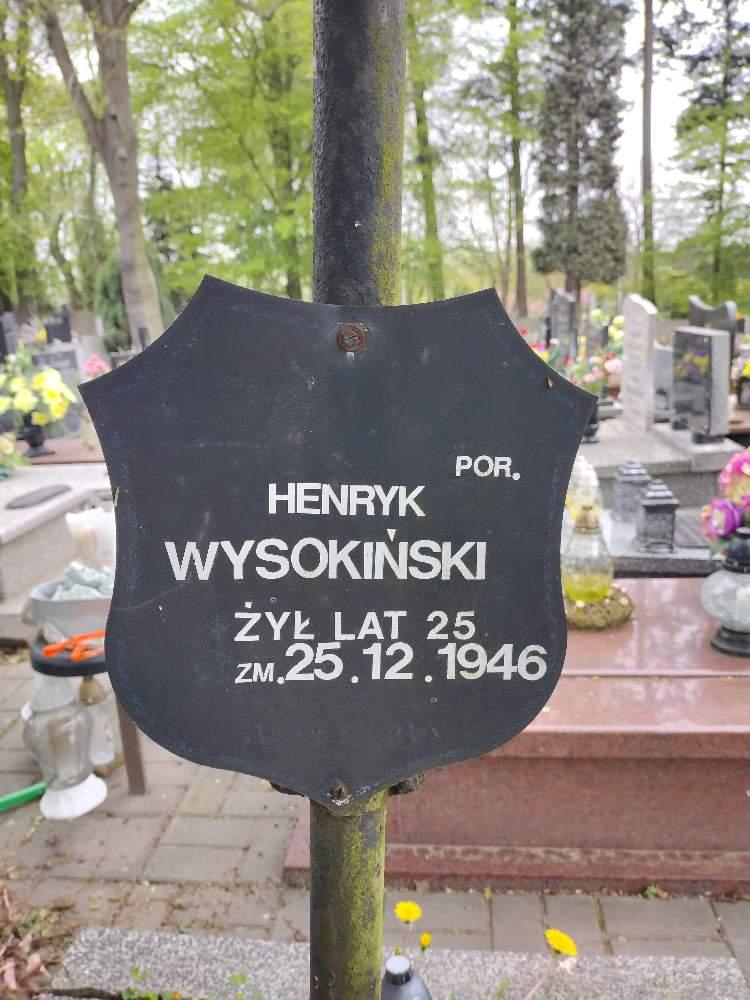 POR.
HENRYK
WYSOKIŃSKI
ŻYŁ LAT 25
ZM. 25.12.1946